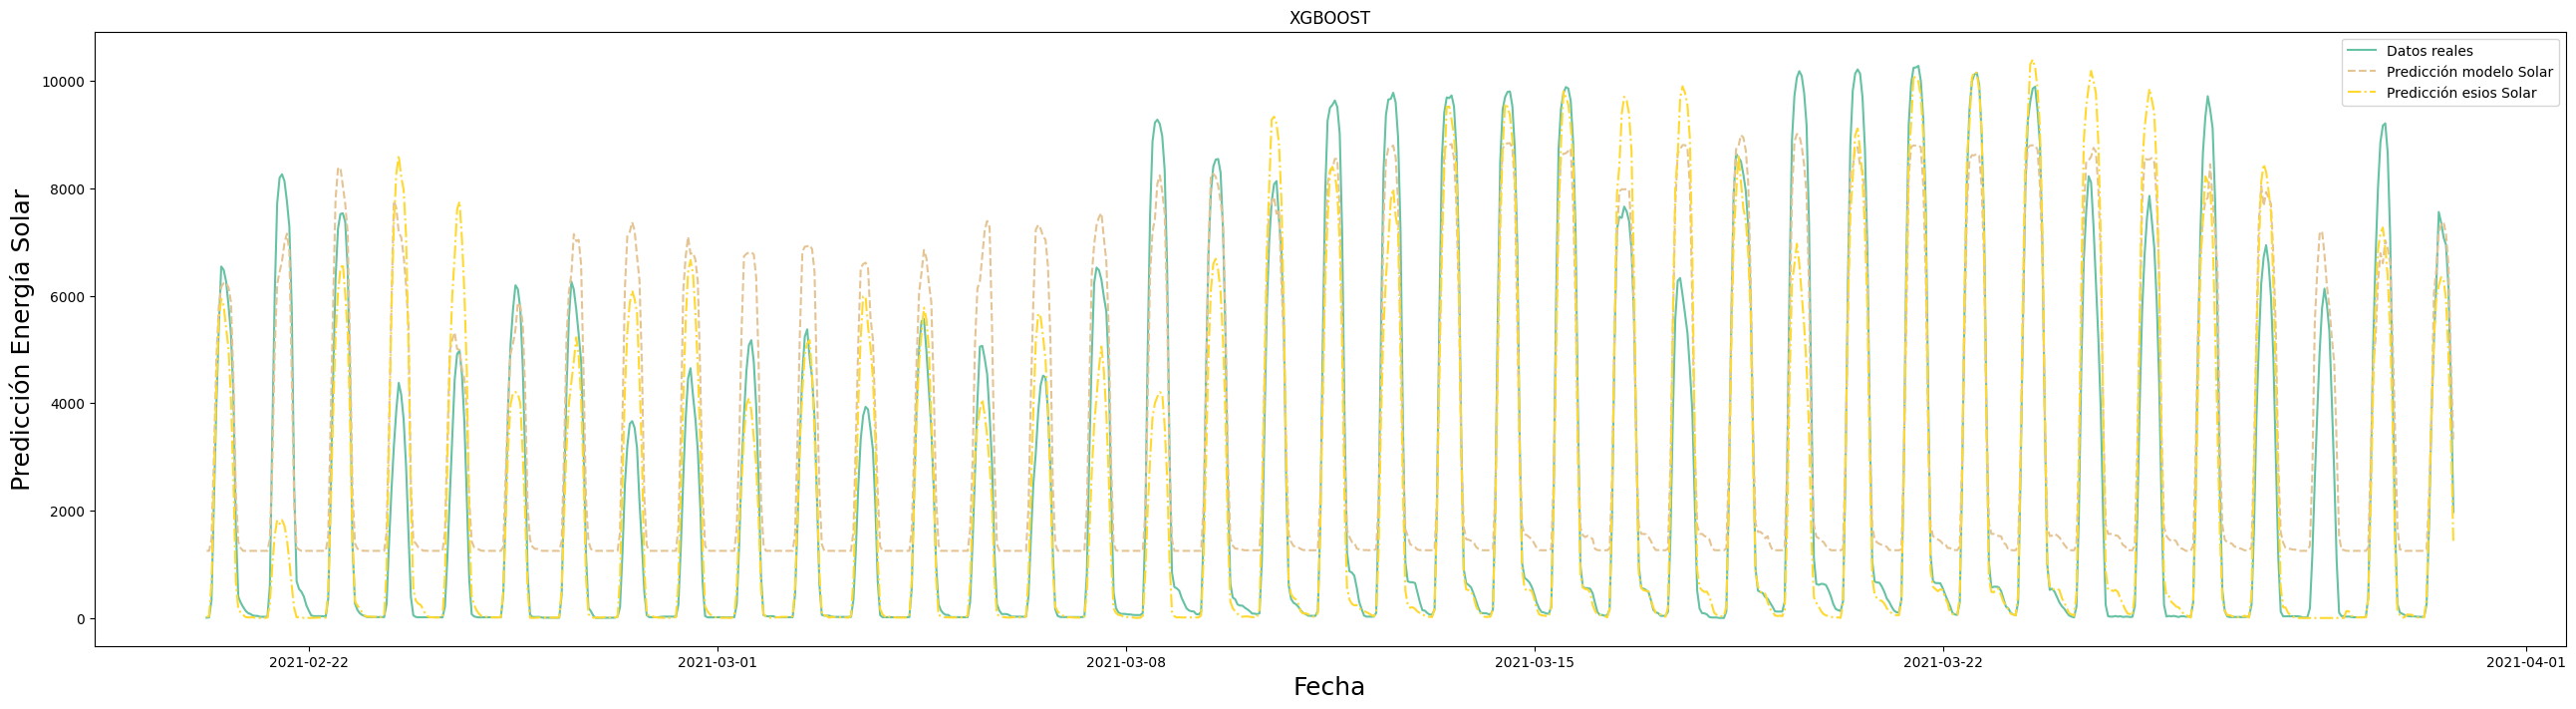 XGBOOST
Datos reales
Predicción modelo Solar
Predicción esios Solar
Predicción Energía Solar
10000
8000
6000
4000
2000
0
2021-02-22
2021-03-01
2021-03-08
2021-03-15
2021-03-22
2021-04-01
Fecha